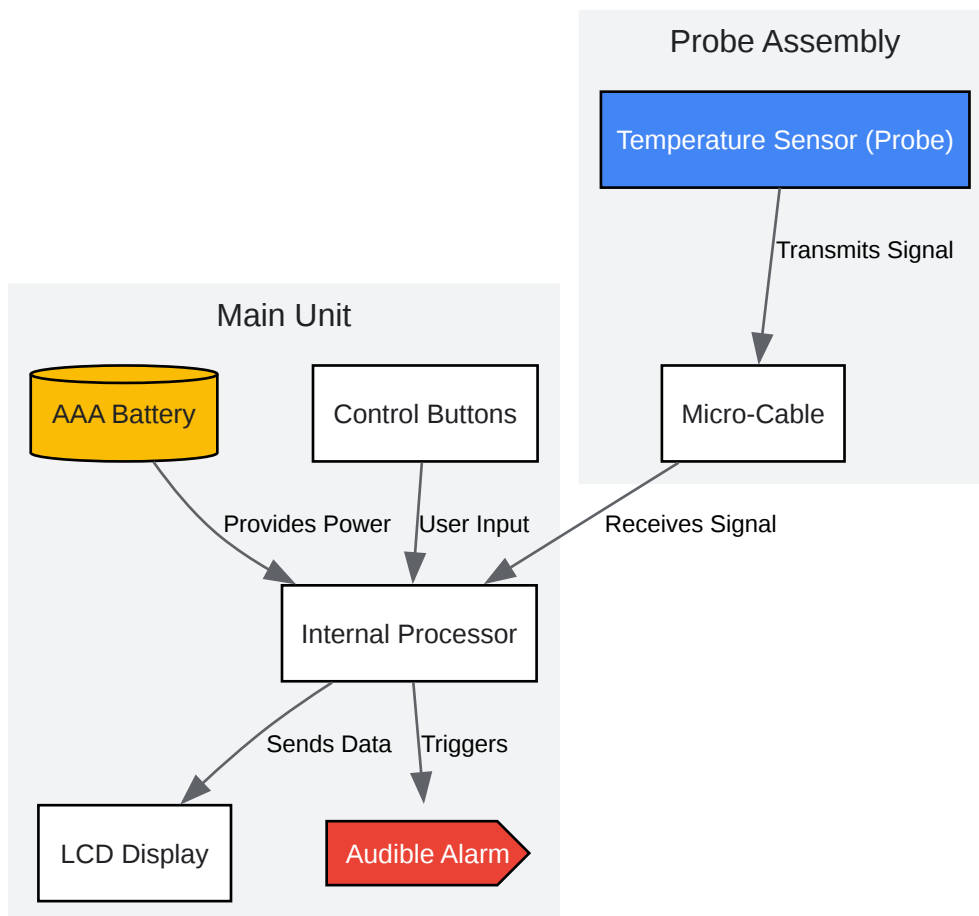 Probe Assembly
Temperature Sensor (Probe)
Transmits Signal
Main Unit
AAA Battery
Control Buttons
Micro-Cable
Provides Power
User Input
Receives Signal
Internal Processor
Sends Data
Triggers
LCD Display
Audible Alarm